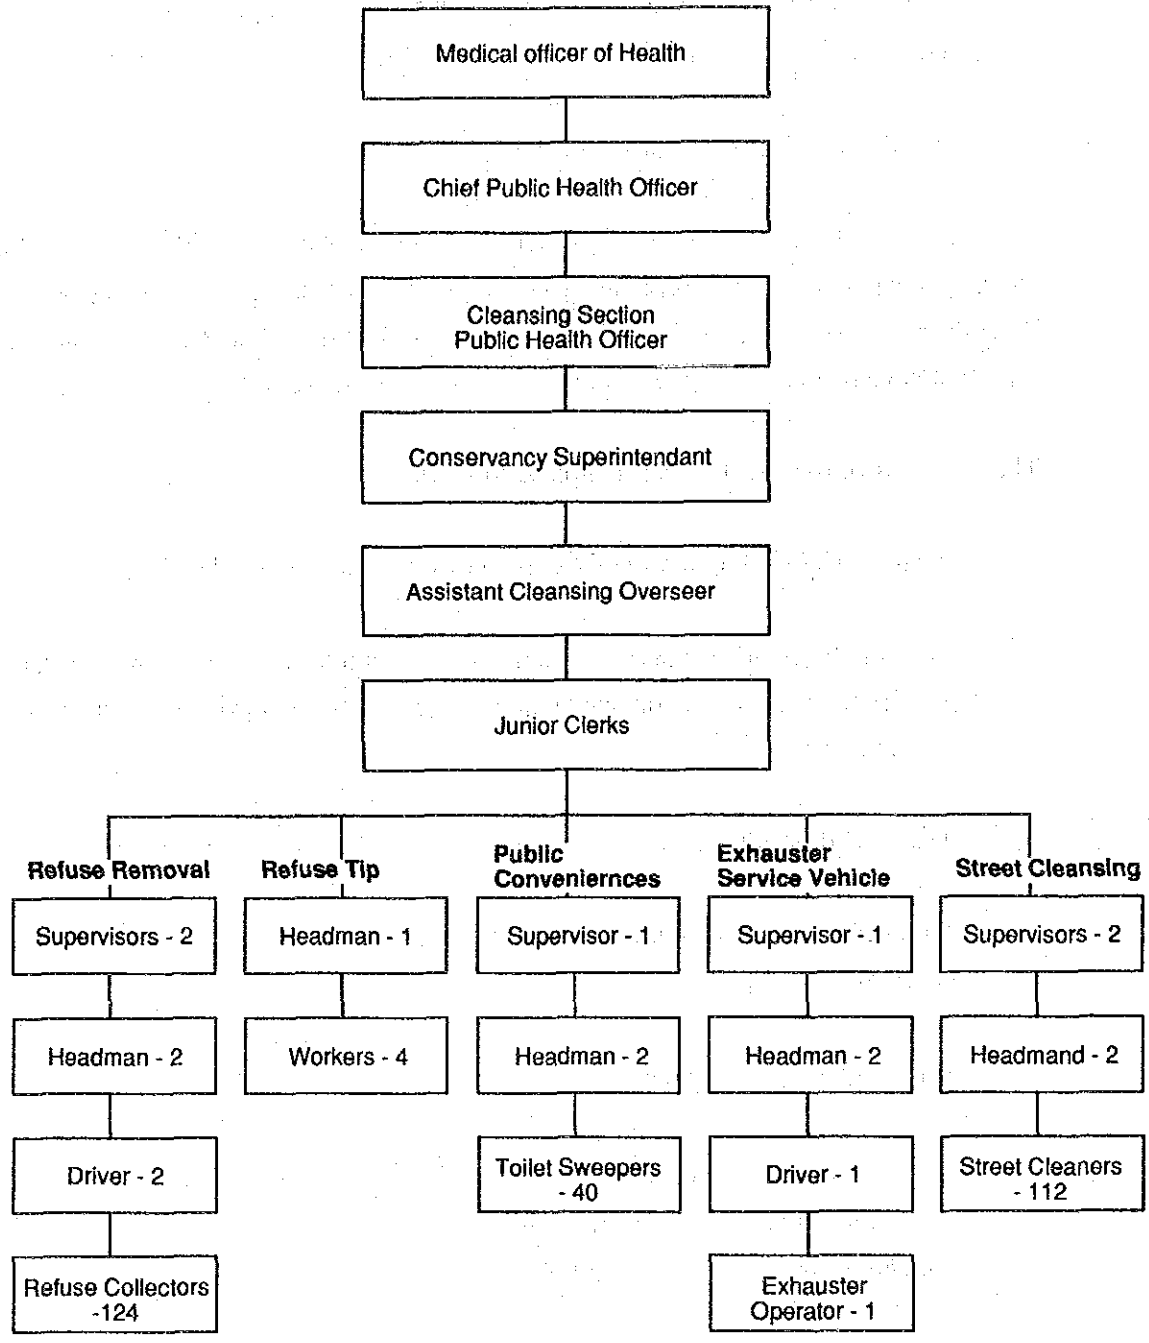 Medical officer of Health
Chief Public Health Officer
Cleansing Section
Public Health Officer
Conservancy Superintendant
Assistant Cleansing Overseer
Junior Clerks
Refuse Removal
Supervisors - 2
Headman - 2
Driver - 2
Refuse Collectors
-124
Refuse Tip
Headman - 1
Workers - 4
Public
Conveniernces
Supervisor - 1
Headman - 2
Toilet Sweepers
- 40
Exhauster
Service Vehicle
Supervisor - 1
Headman - 2
Driver - 1
Exhauster
Operator - 1
Street Cleansing
Supervisors - 2
Headmand - 2
Street Cleaners
- 112